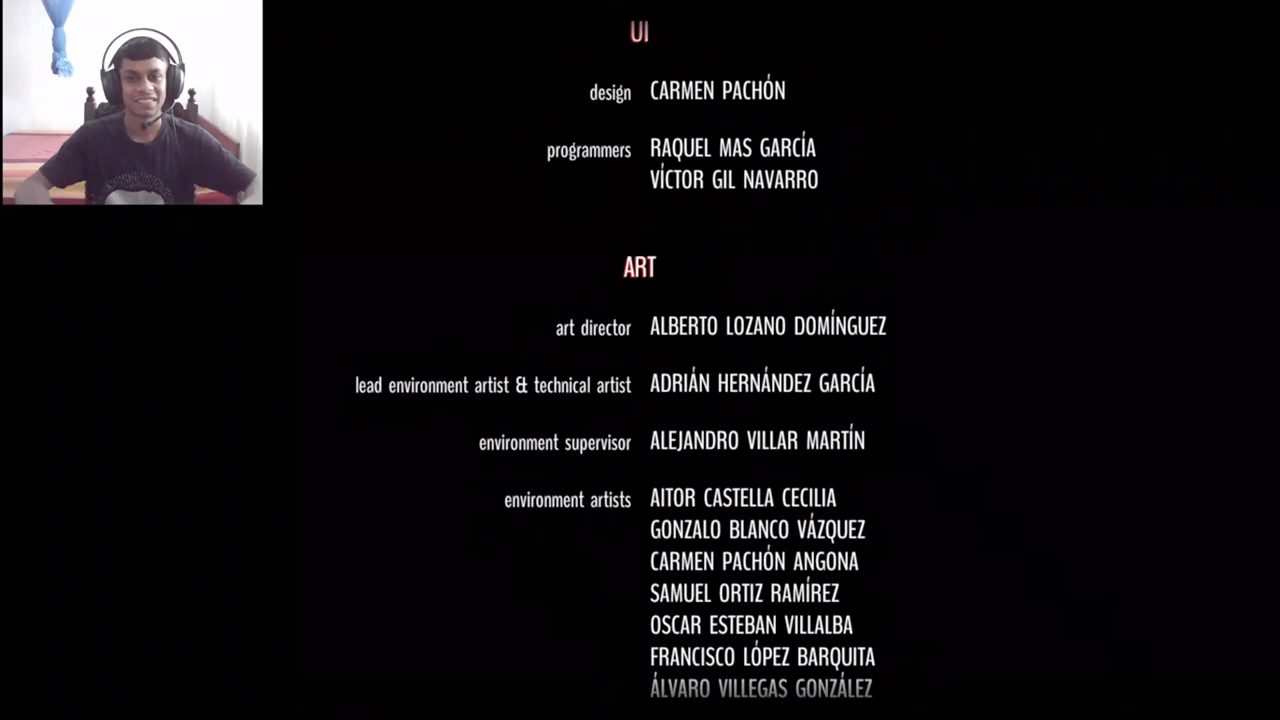 UI
design CARMEN PACHÓN
programmers RAQUEL MAS GARCÍA
VÍCTOR GIL NAVARRO
ART
art director ALBERTO LOZANO DOMÍNGUEZ
lead environment artist & technical artist ADRIÁN HERNÁNDEZ GARCÍA
environment supervisor ALEJANDRO VILLAR MARTÍN
environment artists AITOR CASTELLA CECILIA
GONZALO BLANCO VÁZQUEZ
CARMEN PACHÓN ANGONA
SAMUEL ORTIZ RAMÍREZ
OSCAR ESTEBAN VILLALBA
FRANCISCO LÓPEZ BARQUITA
ÁLVARO VILLEGAS GONZÁLEZ